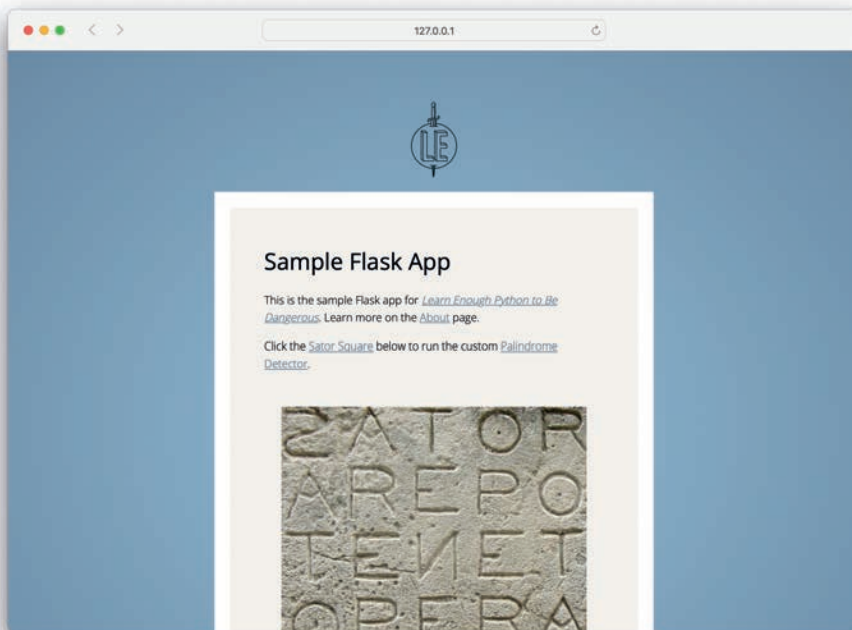 127.0.0.1
LE
Sample Flask App
This is the sample Flask app for Learn Enough Python to Be
Dangerous. Learn more on the About page.
Click the Sator Square below to run the custom Palindrome
Detector.
SATOR
AREPO
TENET
OPERA